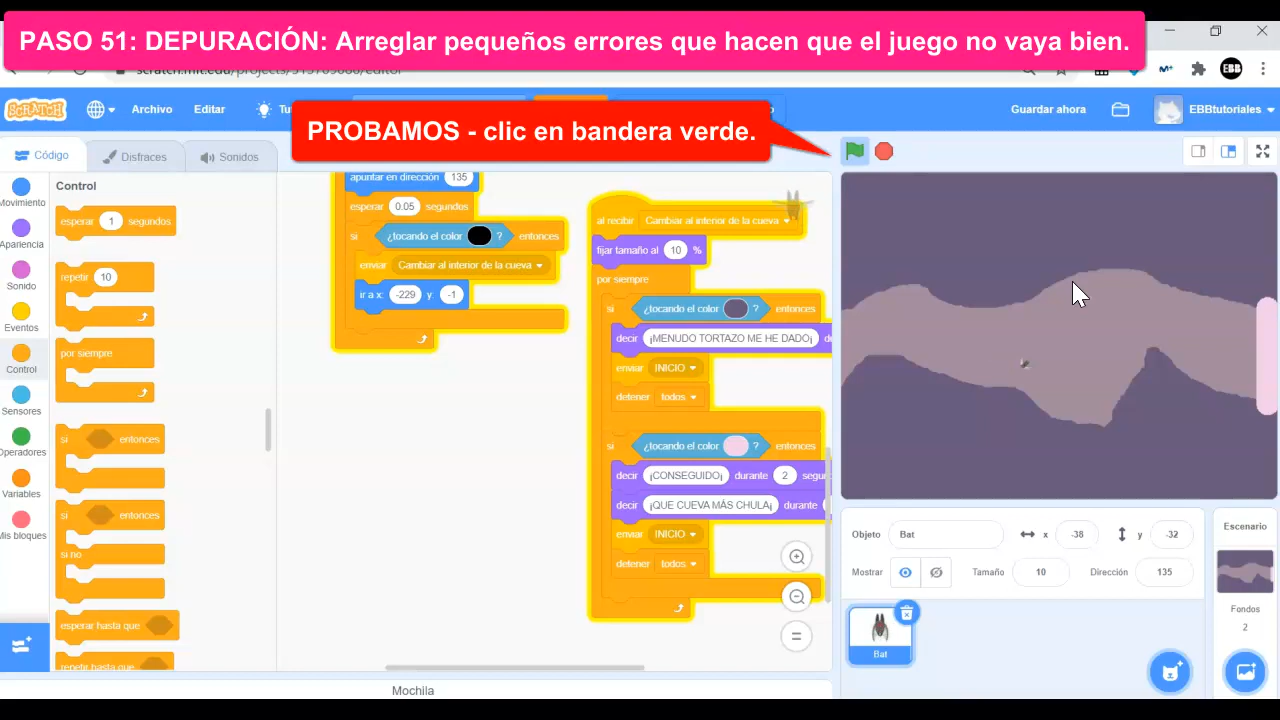 PASO 51: DEPURACIÓN: Arreglar pequeños errores que hacen que el juego no vaya bien.
EBB
SCRATCH
Archivo
Editar
PROBAMOS - clic en bandera verde.
Guardar ahora
EBBtutoriales
Código
Disfraces
Sonidos
Movimiento
Apariencia
Sonido
Eventos
Control
Sensores
Operadores
Variables
Mis bloques
Control
esperar 1 segundos
repetir 10
por siempre
si entonces
si entonces
si no
esperar hasta que
repetir hasta que
apuntar en dirección 135
esperar 0.05 segundos
si ¿tocando el color ? entonces
enviar Cambiar al interior de la cueva
ir a x: -229 y: -1
al recibir Cambiar al interior de la cueva
fijar tamaño al 10 %
por siempre
si ¿tocando el color ? entonces
decir ¡MENUDO TORTAZO ME HE DADO¡
enviar INICIO
detener todos
si ¿tocando el color ? entonces
decir ¡CONSEGUIDO¡ durante 2
decir ¡QUE CUEVA MÁS CHULA¡ durante
enviar INICIO
detener todos
Mochila
Objeto Bat x -38 y -32
Mostrar Tamaño 10 Dirección 135
Bat
Escenario
Fondos
2